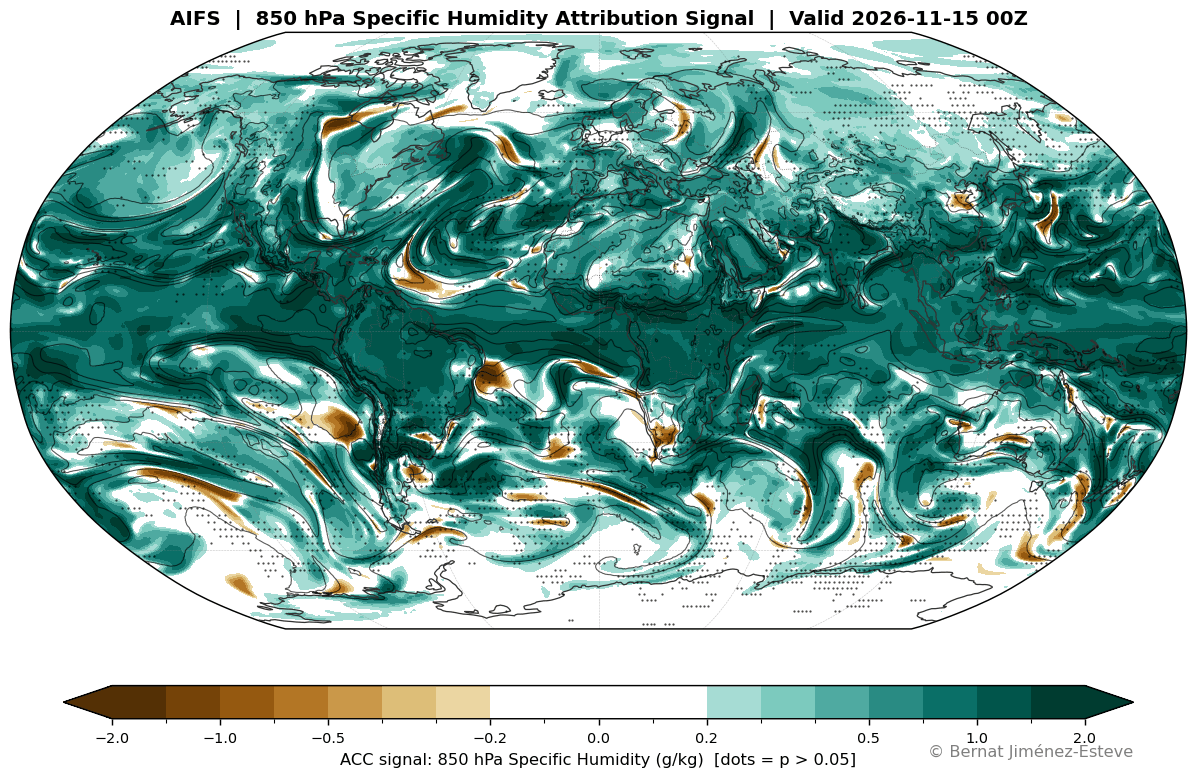 AIFS | 850 hPa Specific Humidity Attribution Signal | Valid 2026-11-15 00Z
−2.0 −1.0 −0.5 −0.2 0.0 0.2 0.5 1.0 2.0
ACC signal: 850 hPa Specific Humidity (g/kg) [dots = p > 0.05]
© Bernat Jiménez-Esteve